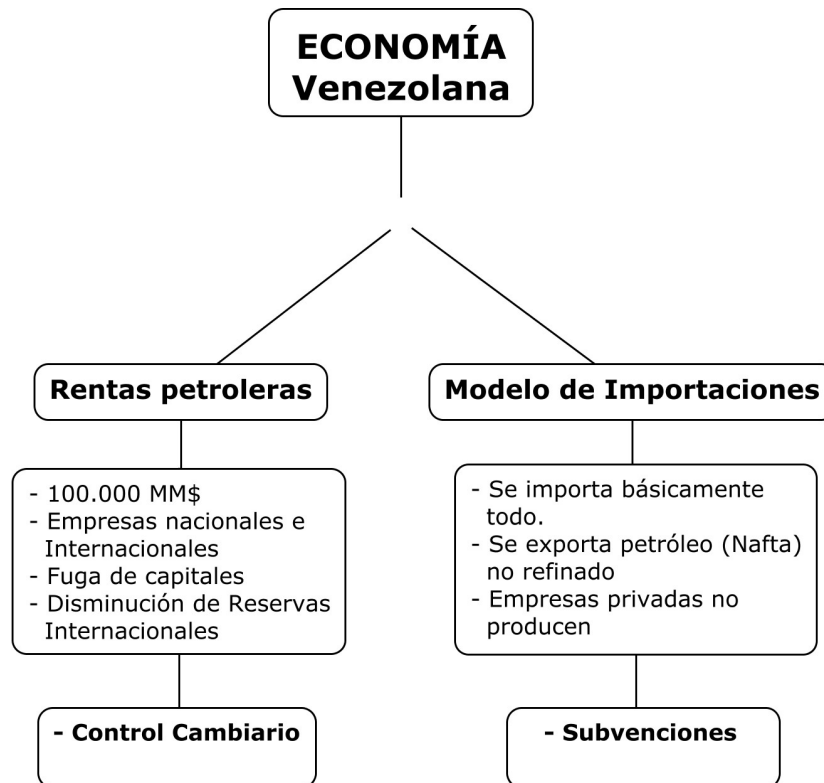 ECONOMÍA
Venezolana
Rentas petroleras
- 100.000 MM$
- Empresas nacionales e
Internacionales
- Fuga de capitales
- Disminución de Reservas
Internacionales
- Control Cambiario
Modelo de Importaciones
- Se importa básicamente
todo.
- Se exporta petróleo (Nafta)
no refinado
- Empresas privadas no
producen
- Subvenciones